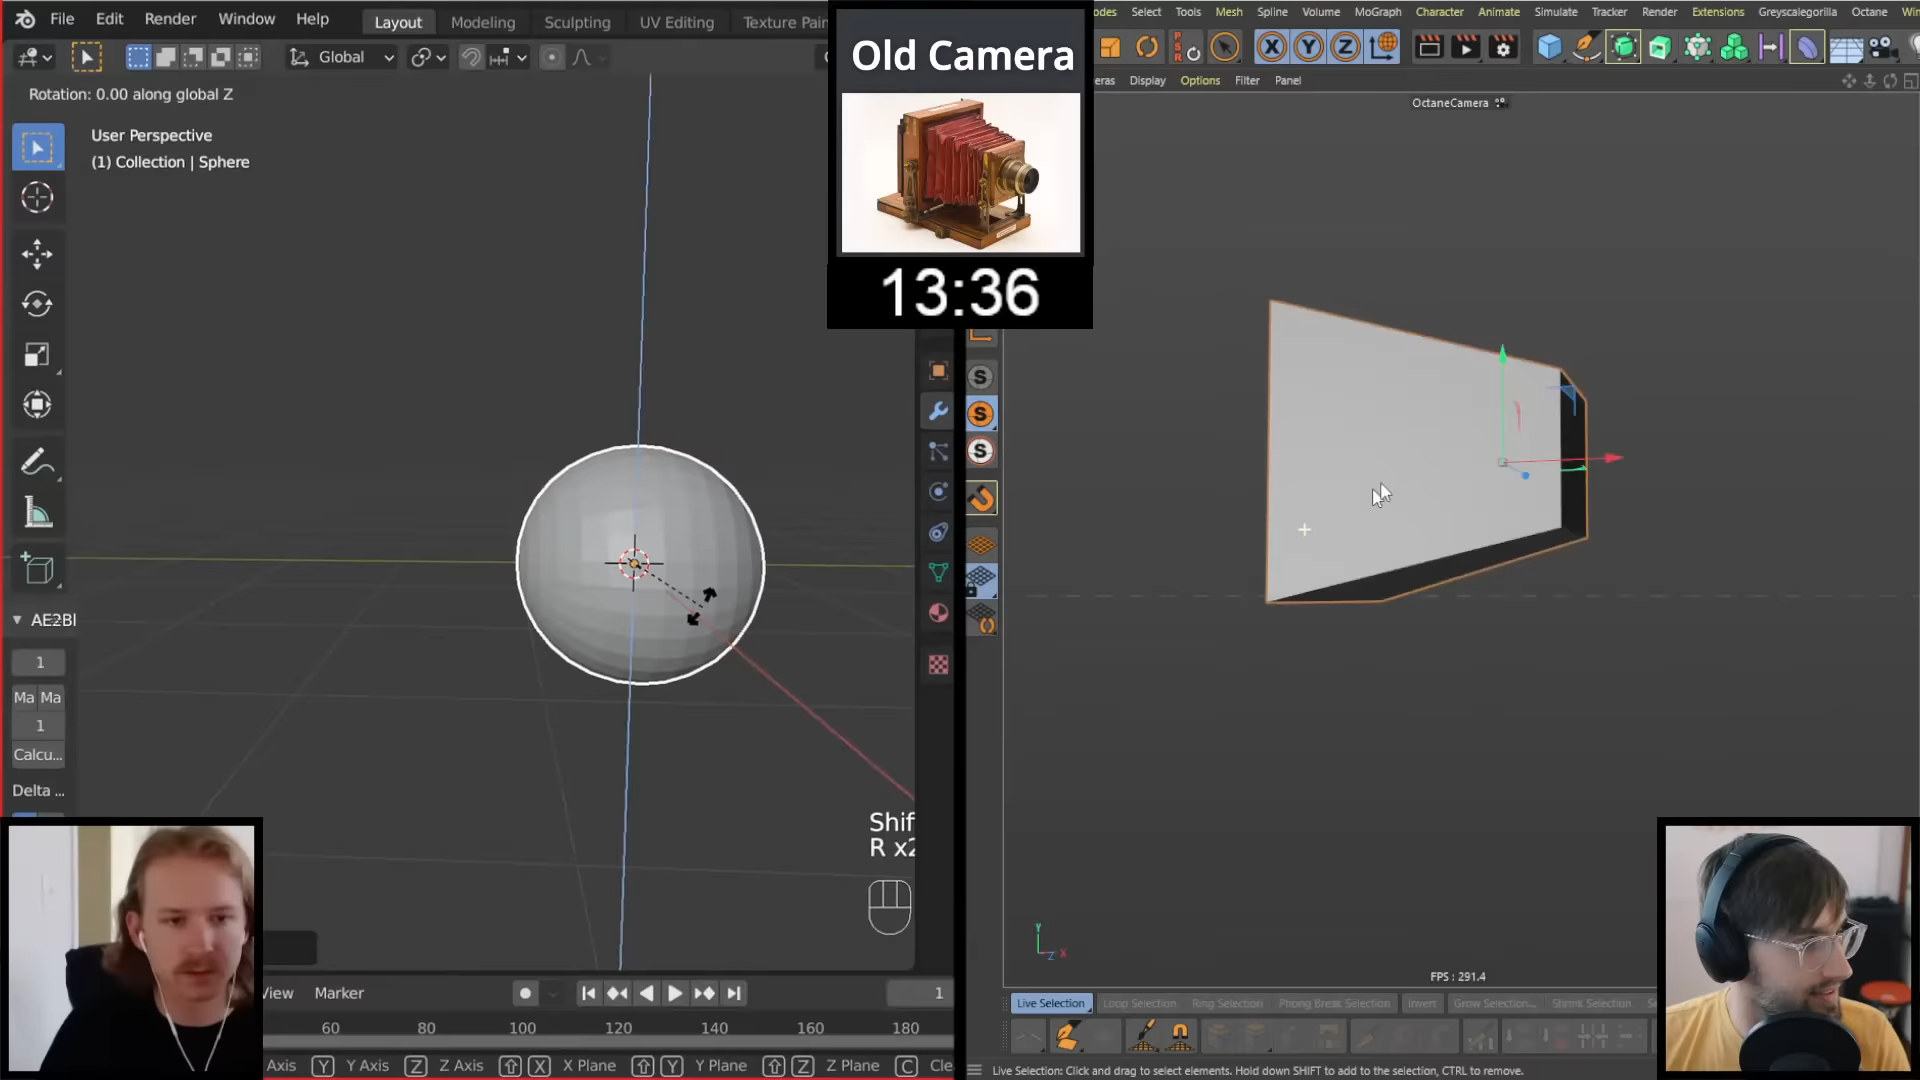 File Edit Render Window Help
Layout Modeling Sculpting UV Editing
Global
Rotation: 0.00 along global Z
User Perspective
(1) Collection | Sphere
AE2Bl
1
Ma Ma
1
Calcu...
Delta ...
Shif
R x2
Marker
1
60 80 100 120 140 160 180
Axis Y Y Axis Z Z Axis X X Plane Y Y Plane Z Z Plane C Cle
Old Camera
13:36
Select Tools Mesh Spline Volume MoGraph Character Animate Simulate Tracker Render Extensions Greyscalegorilla Octane
PSR X Y Z
Display Options Filter Panel
OctaneCamera
S
S
S
Y
Z X
FPS : 291.4
Live Selection Loop Selection Ring Selection Phong Break Selection Invert Grow Selection... Shrink Selection
Live Selection: Click and drag to select elements. Hold down SHIFT to add to the selection, CTRL to remove.